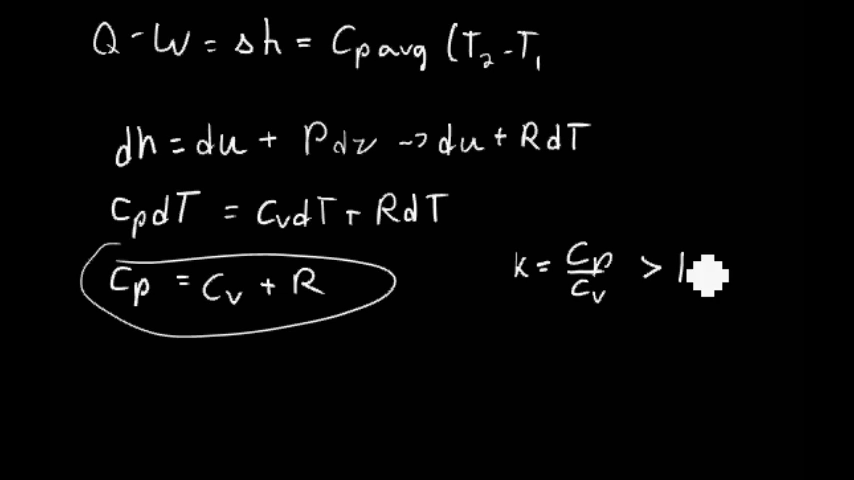 Q - W = Δh = Cp avg (T₂ - T₁
dh = du + Pdv → du + RdT
CpdT = CvdT + RdT
Cp = Cv + R
k = Cp/Cv > 1